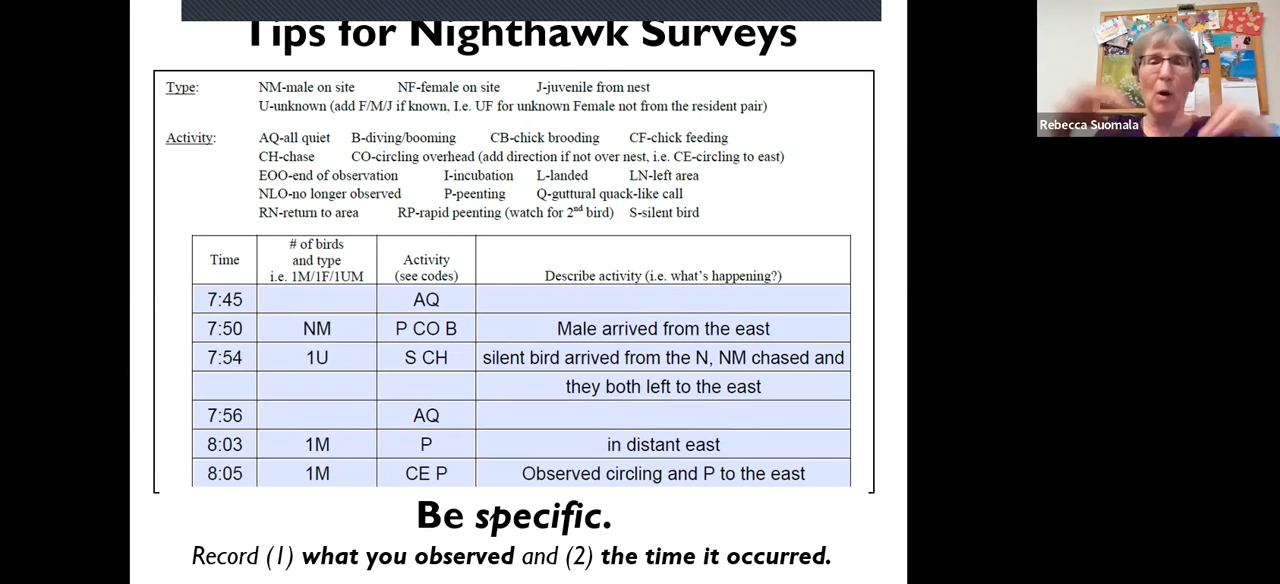 Tips for Nighthawk Surveys
Rebecca Suomala
Type: NM-male on site NF-female on site J-juvenile from nest
U-unknown (add F/M/J if known, I.e. UF for unknown Female not from the resident pair)
Activity: AQ-all quiet B-diving/booming CB-chick brooding CF-chick feeding
CH-chase CO-circling overhead (add direction if not over nest, i.e. CE-circling to east)
EOO-end of observation I-incubation L-landed LN-left area
NLO-no longer observed P-peenting Q-guttural quack-like call
RN-return to area RP-rapid peenting (watch for 2nd bird) S-silent bird
Time # of birds and type i.e. 1M/1F/1UM Activity (see codes) Describe activity (i.e. what's happening?)
7:45 AQ
7:50 NM P CO B Male arrived from the east
7:54 1U S CH silent bird arrived from the N, NM chased and
they both left to the east
7:56 AQ
8:03 1M P in distant east
8:05 1M CE P Observed circling and P to the east
Be specific.
Record (1) what you observed and (2) the time it occurred.